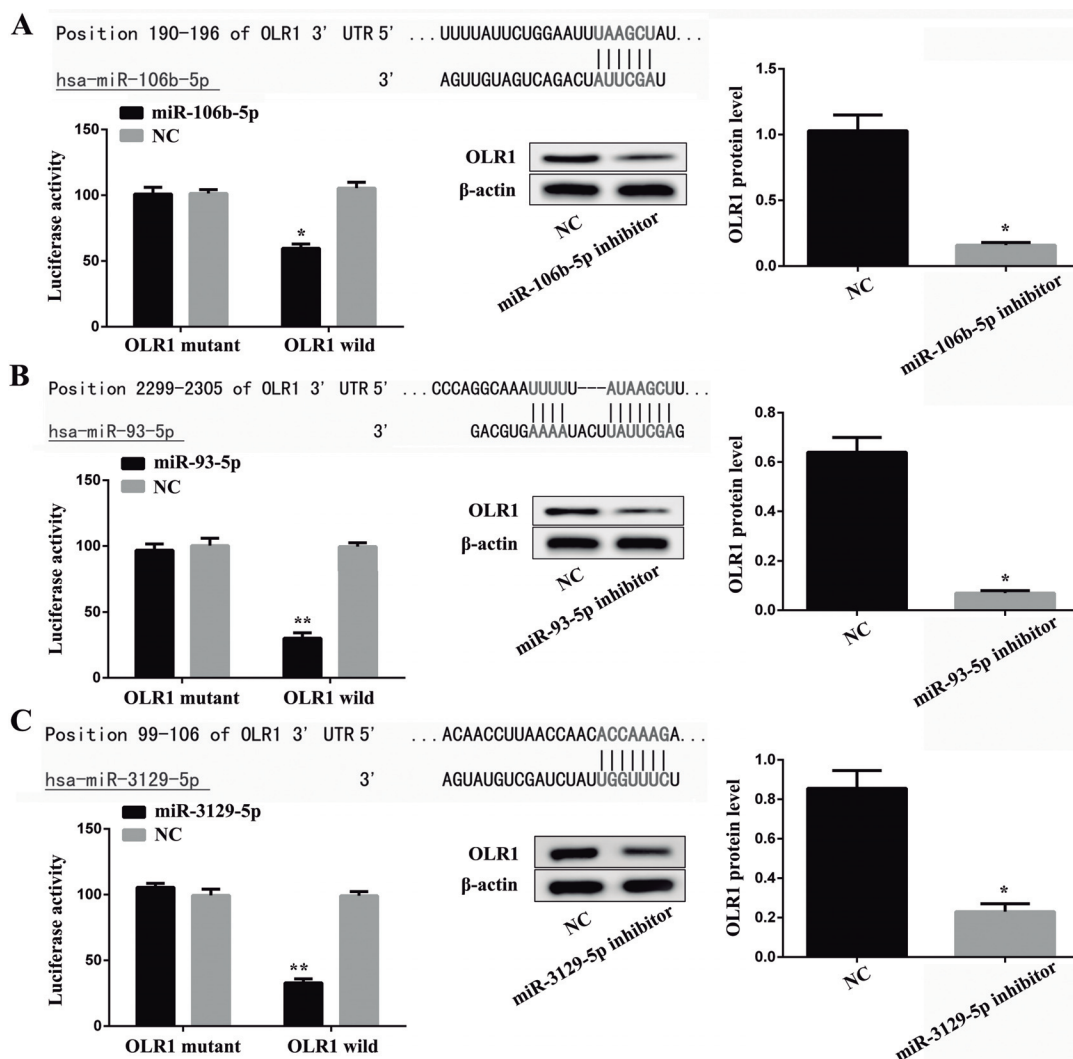 A
Position 190-196 of OLR1 3' UTR 5' ...UUUUAUUCUGGAAUUUAAGCUAU...
hsa-miR-106b-5p 3' AGUUGUAGUCAGACUAUUCGAU
miR-106b-5p
NC
Luciferase activity
150
100
50
0
*
OLR1 mutant OLR1 wild
OLR1
β-actin
NC
miR-106b-5p inhibitor
OLR1 protein level
1.5
1.0
0.5
0.0
*
NC
miR-106b-5p inhibitor
B
Position 2299-2305 of OLR1 3' UTR 5' ...CCCAGGCAAAUUUUU---AUAAGCUU...
hsa-miR-93-5p 3' GACGUGAAAAUACUUAUUCGAG
miR-93-5p
NC
Luciferase activity
150
100
50
0
**
OLR1 mutant OLR1 wild
OLR1
β-actin
NC
miR-93-5p inhibitor
OLR1 protein level
0.8
0.6
0.4
0.2
0.0
*
NC
miR-93-5p inhibitor
C
Position 99-106 of OLR1 3' UTR 5' ...ACAACCUUAACCAACACCAAAGA...
hsa-miR-3129-5p 3' AGUAUGUCGAUCUAUUGGUUUCU
miR-3129-5p
NC
Luciferase activity
150
100
50
0
**
OLR1 mutant OLR1 wild
OLR1
β-actin
NC
miR-3129-5p inhibitor
OLR1 protein level
1.0
0.8
0.6
0.4
0.2
0.0
*
NC
miR-3129-5p inhibitor